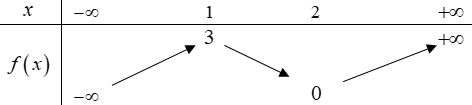 x −∞ 1 2 +∞
3 +∞
f(x)
−∞ 0